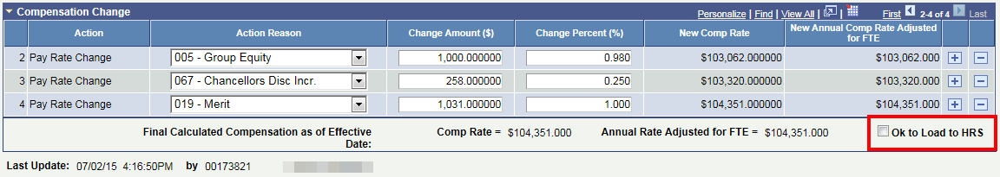 Compensation Change
Personalize | Find | View All | First 2-4 of 4 Last
Action Action Reason Change Amount ($) Change Percent (%) New Comp Rate New Annual Comp Rate Adjusted for FTE
2 Pay Rate Change 005 - Group Equity 1,000.000000 0.980 $103,062.000000 $103,062.000
3 Pay Rate Change 067 - Chancellors Disc Incr. 258.000000 0.250 $103,320.000000 $103,320.000
4 Pay Rate Change 019 - Merit 1,031.000000 1.000 $104,351.000000 $104,351.000
Final Calculated Compensation as of Effective Date: Comp Rate = $104,351.000 Annual Rate Adjusted for FTE = $104,351.000 Ok to Load to HRS
Last Update: 07/02/15 4:16:50PM by 00173821